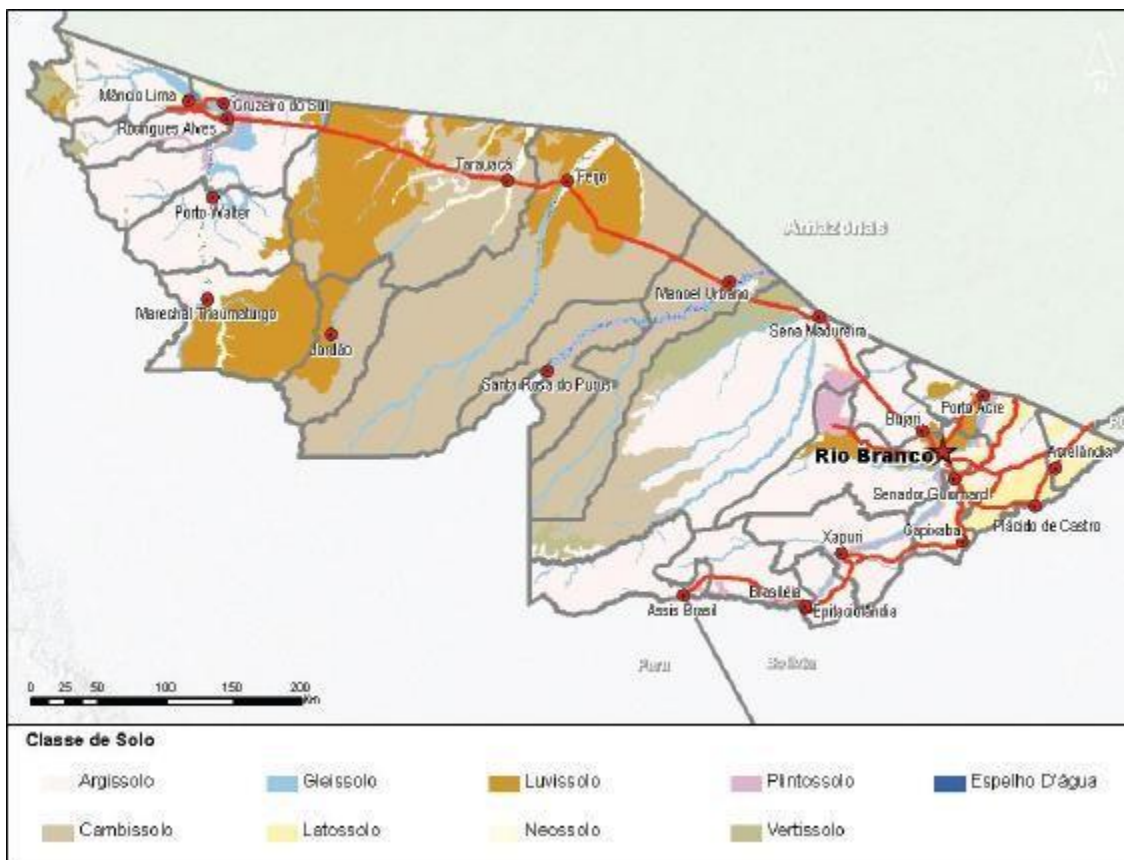 N
Mâncio Lima
Cruzeiro do Sul
Rodrigues Alves
Tarauacá
Feijo
Porto Walter
Amazonas
Manoel Urbano
Marechal Thaumaturgo
Sena Madureira
Jordão
Santa Rosa do Purus
Porto Acre
Bujari
Rio Branco
Acrelândia
Senador Guiomard
Plácido de Castro
Capixaba
Xapuri
Brasiléia
Assis Brasil
Epitaciolândia
Peru
Bolívia
0 25 50 100 150 200
Km
Classe de Solo
Argissolo Gleissolo Luvissolo Plintossolo Espelho D'água
Cambissolo Latossolo Neossolo Vertissolo